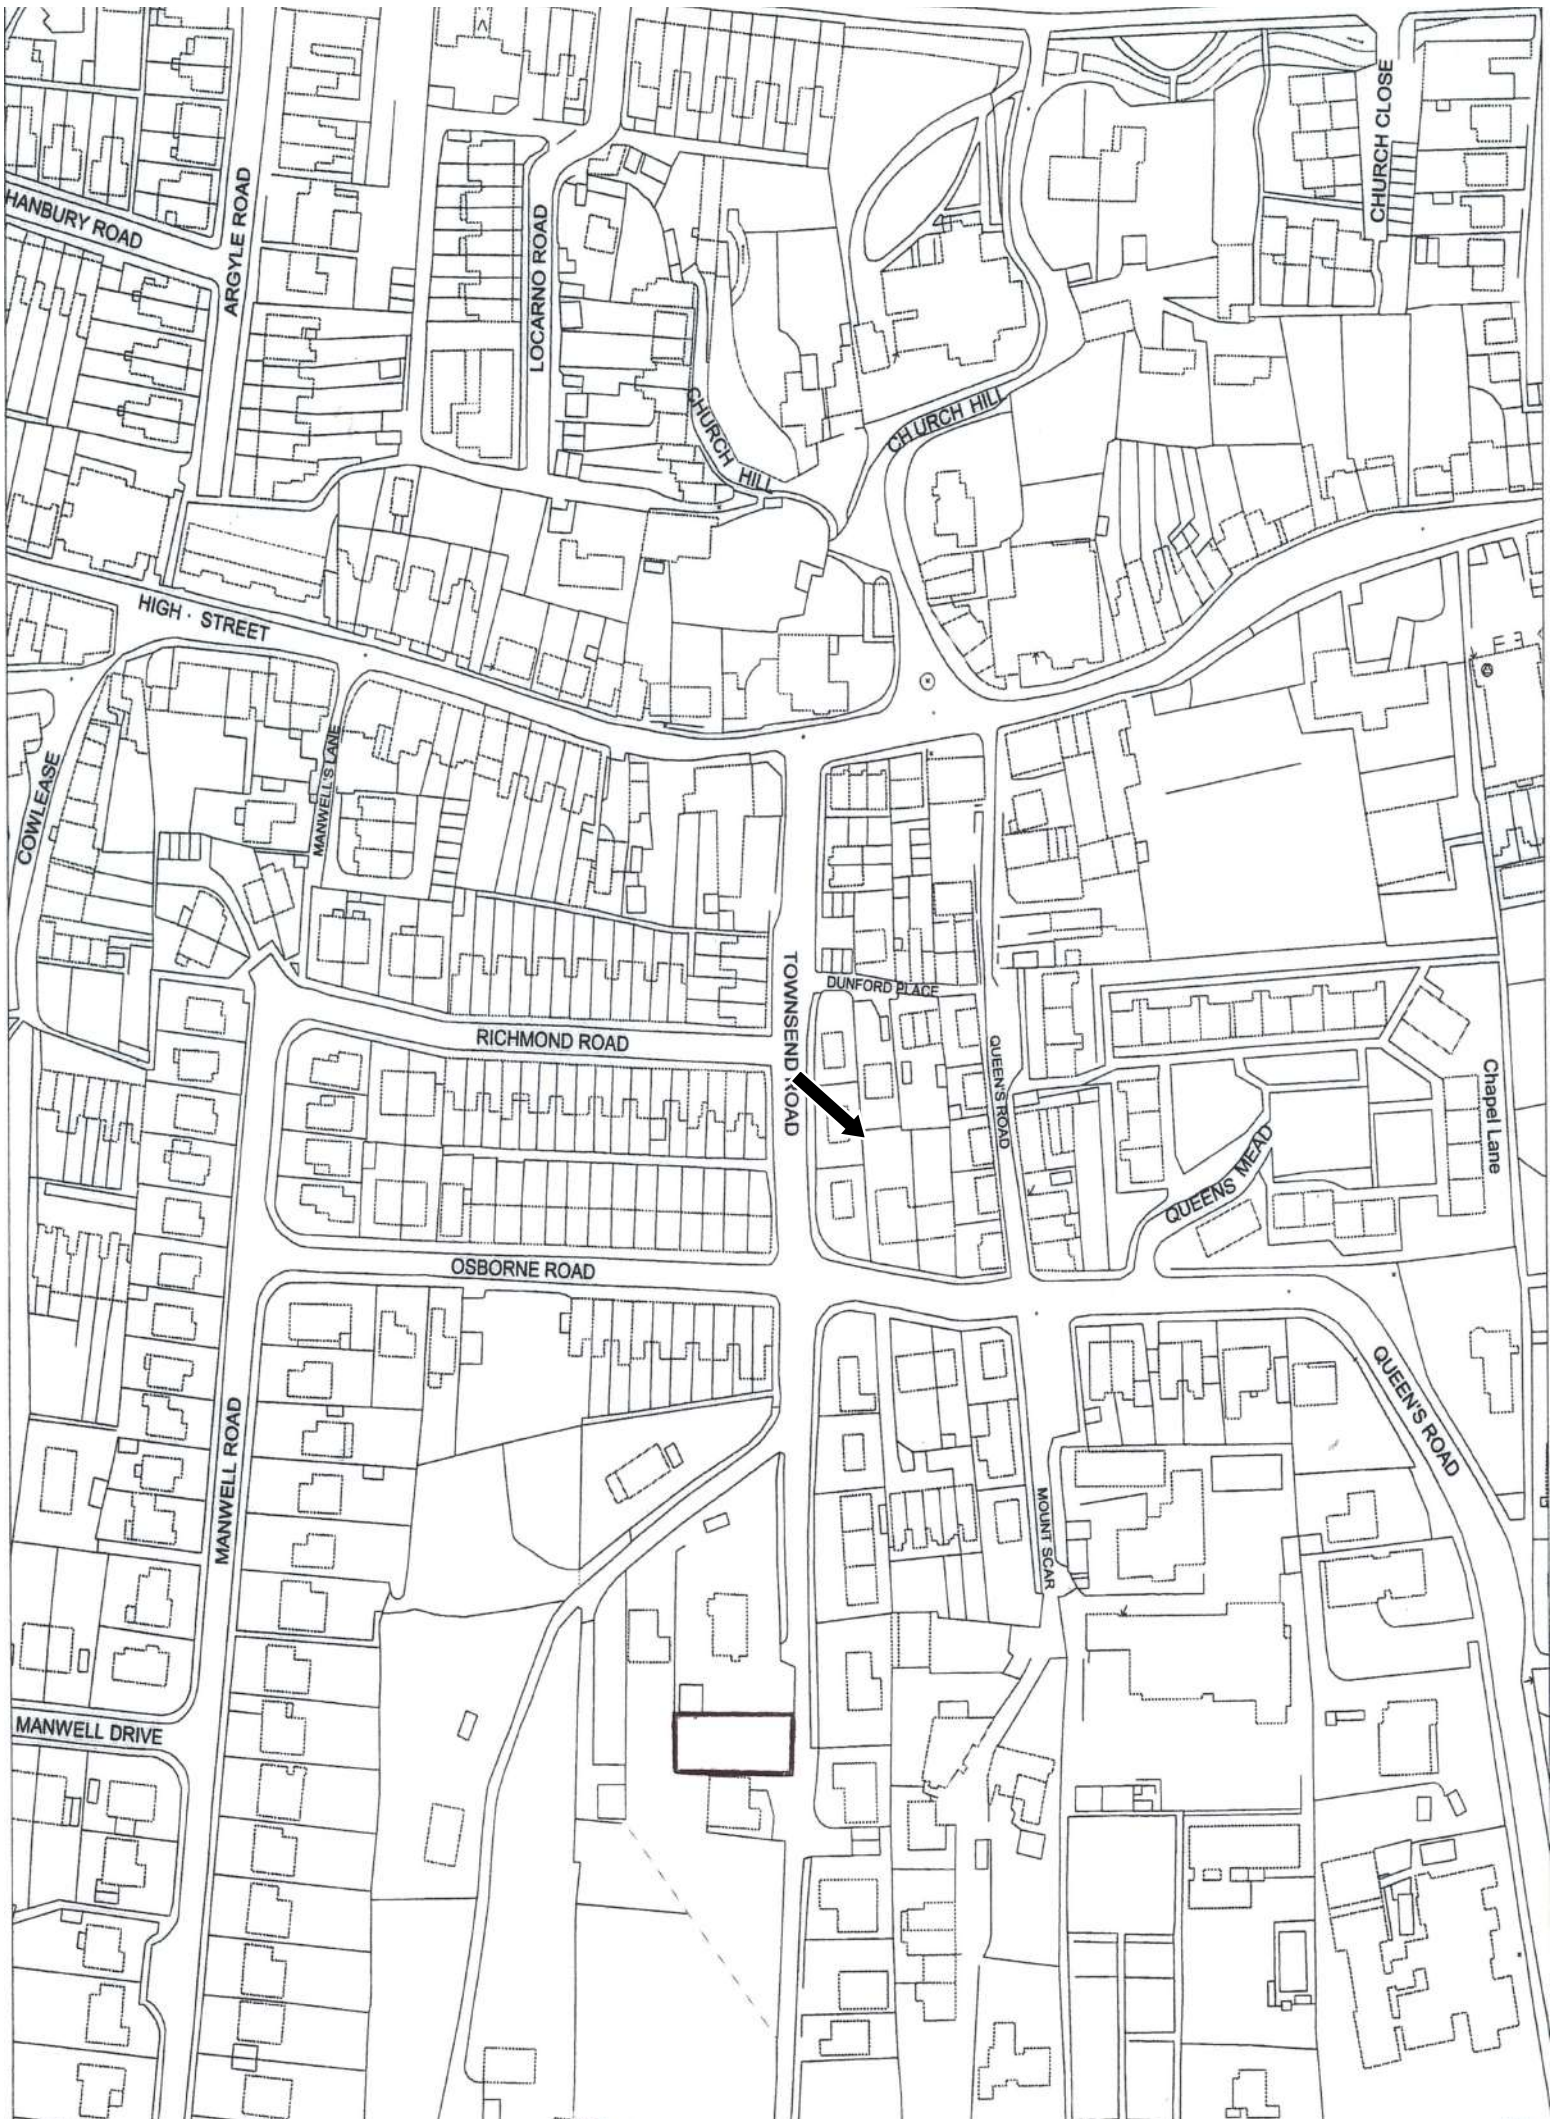 CHURCH CLOSE
HANBURY ROAD
ARGYLE ROAD
LOCARNO ROAD
CHURCH HILL
CHURCH HILL
HIGH STREET
COWLEASE
MANWELL'S LANE
TOWNSEND ROAD
DUNFORD PLACE
RICHMOND ROAD
QUEEN'S ROAD
Chapel Lane
QUEENS MEAD
OSBORNE ROAD
QUEEN'S ROAD
MANWELL ROAD
MOUNT SCAR
MANWELL DRIVE